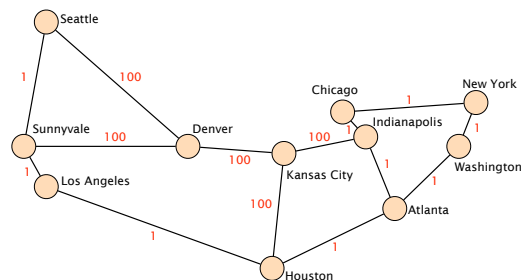 Seattle
1
100
Chicago
New York
1
Sunnyvale
Denver
Indianapolis
100
100
100
1
1
1
Kansas City
Washington
1
Los Angeles
1
1
100
Atlanta
1
1
Houston